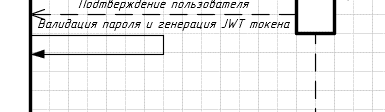 Подтверждение пользователя
Валидация пароля и генерация JWT токена